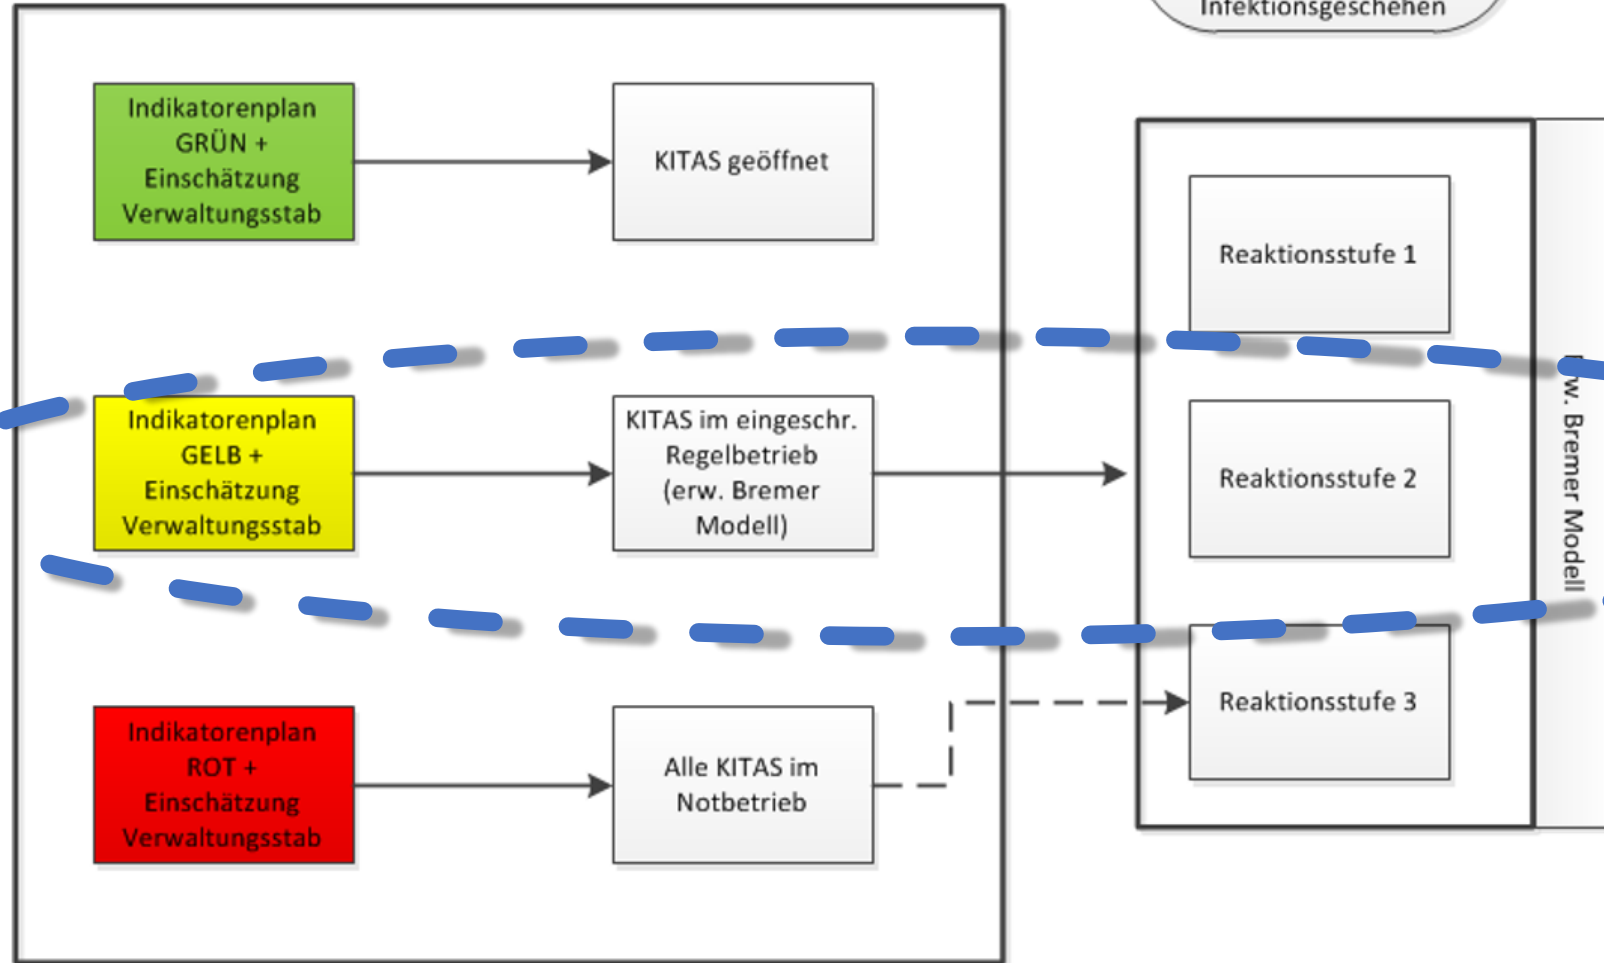 Infektionsgeschehen
Indikatorenplan
GRÜN +
Einschätzung
Verwaltungsstab
KITAS geöffnet
Indikatorenplan
GELB +
Einschätzung
Verwaltungsstab
KITAS im eingeschr.
Regelbetrieb
(erw. Bremer
Modell)
Indikatorenplan
ROT +
Einschätzung
Verwaltungsstab
Alle KITAS im
Notbetrieb
Reaktionsstufe 1
Reaktionsstufe 2
Reaktionsstufe 3
w. Bremer Modell